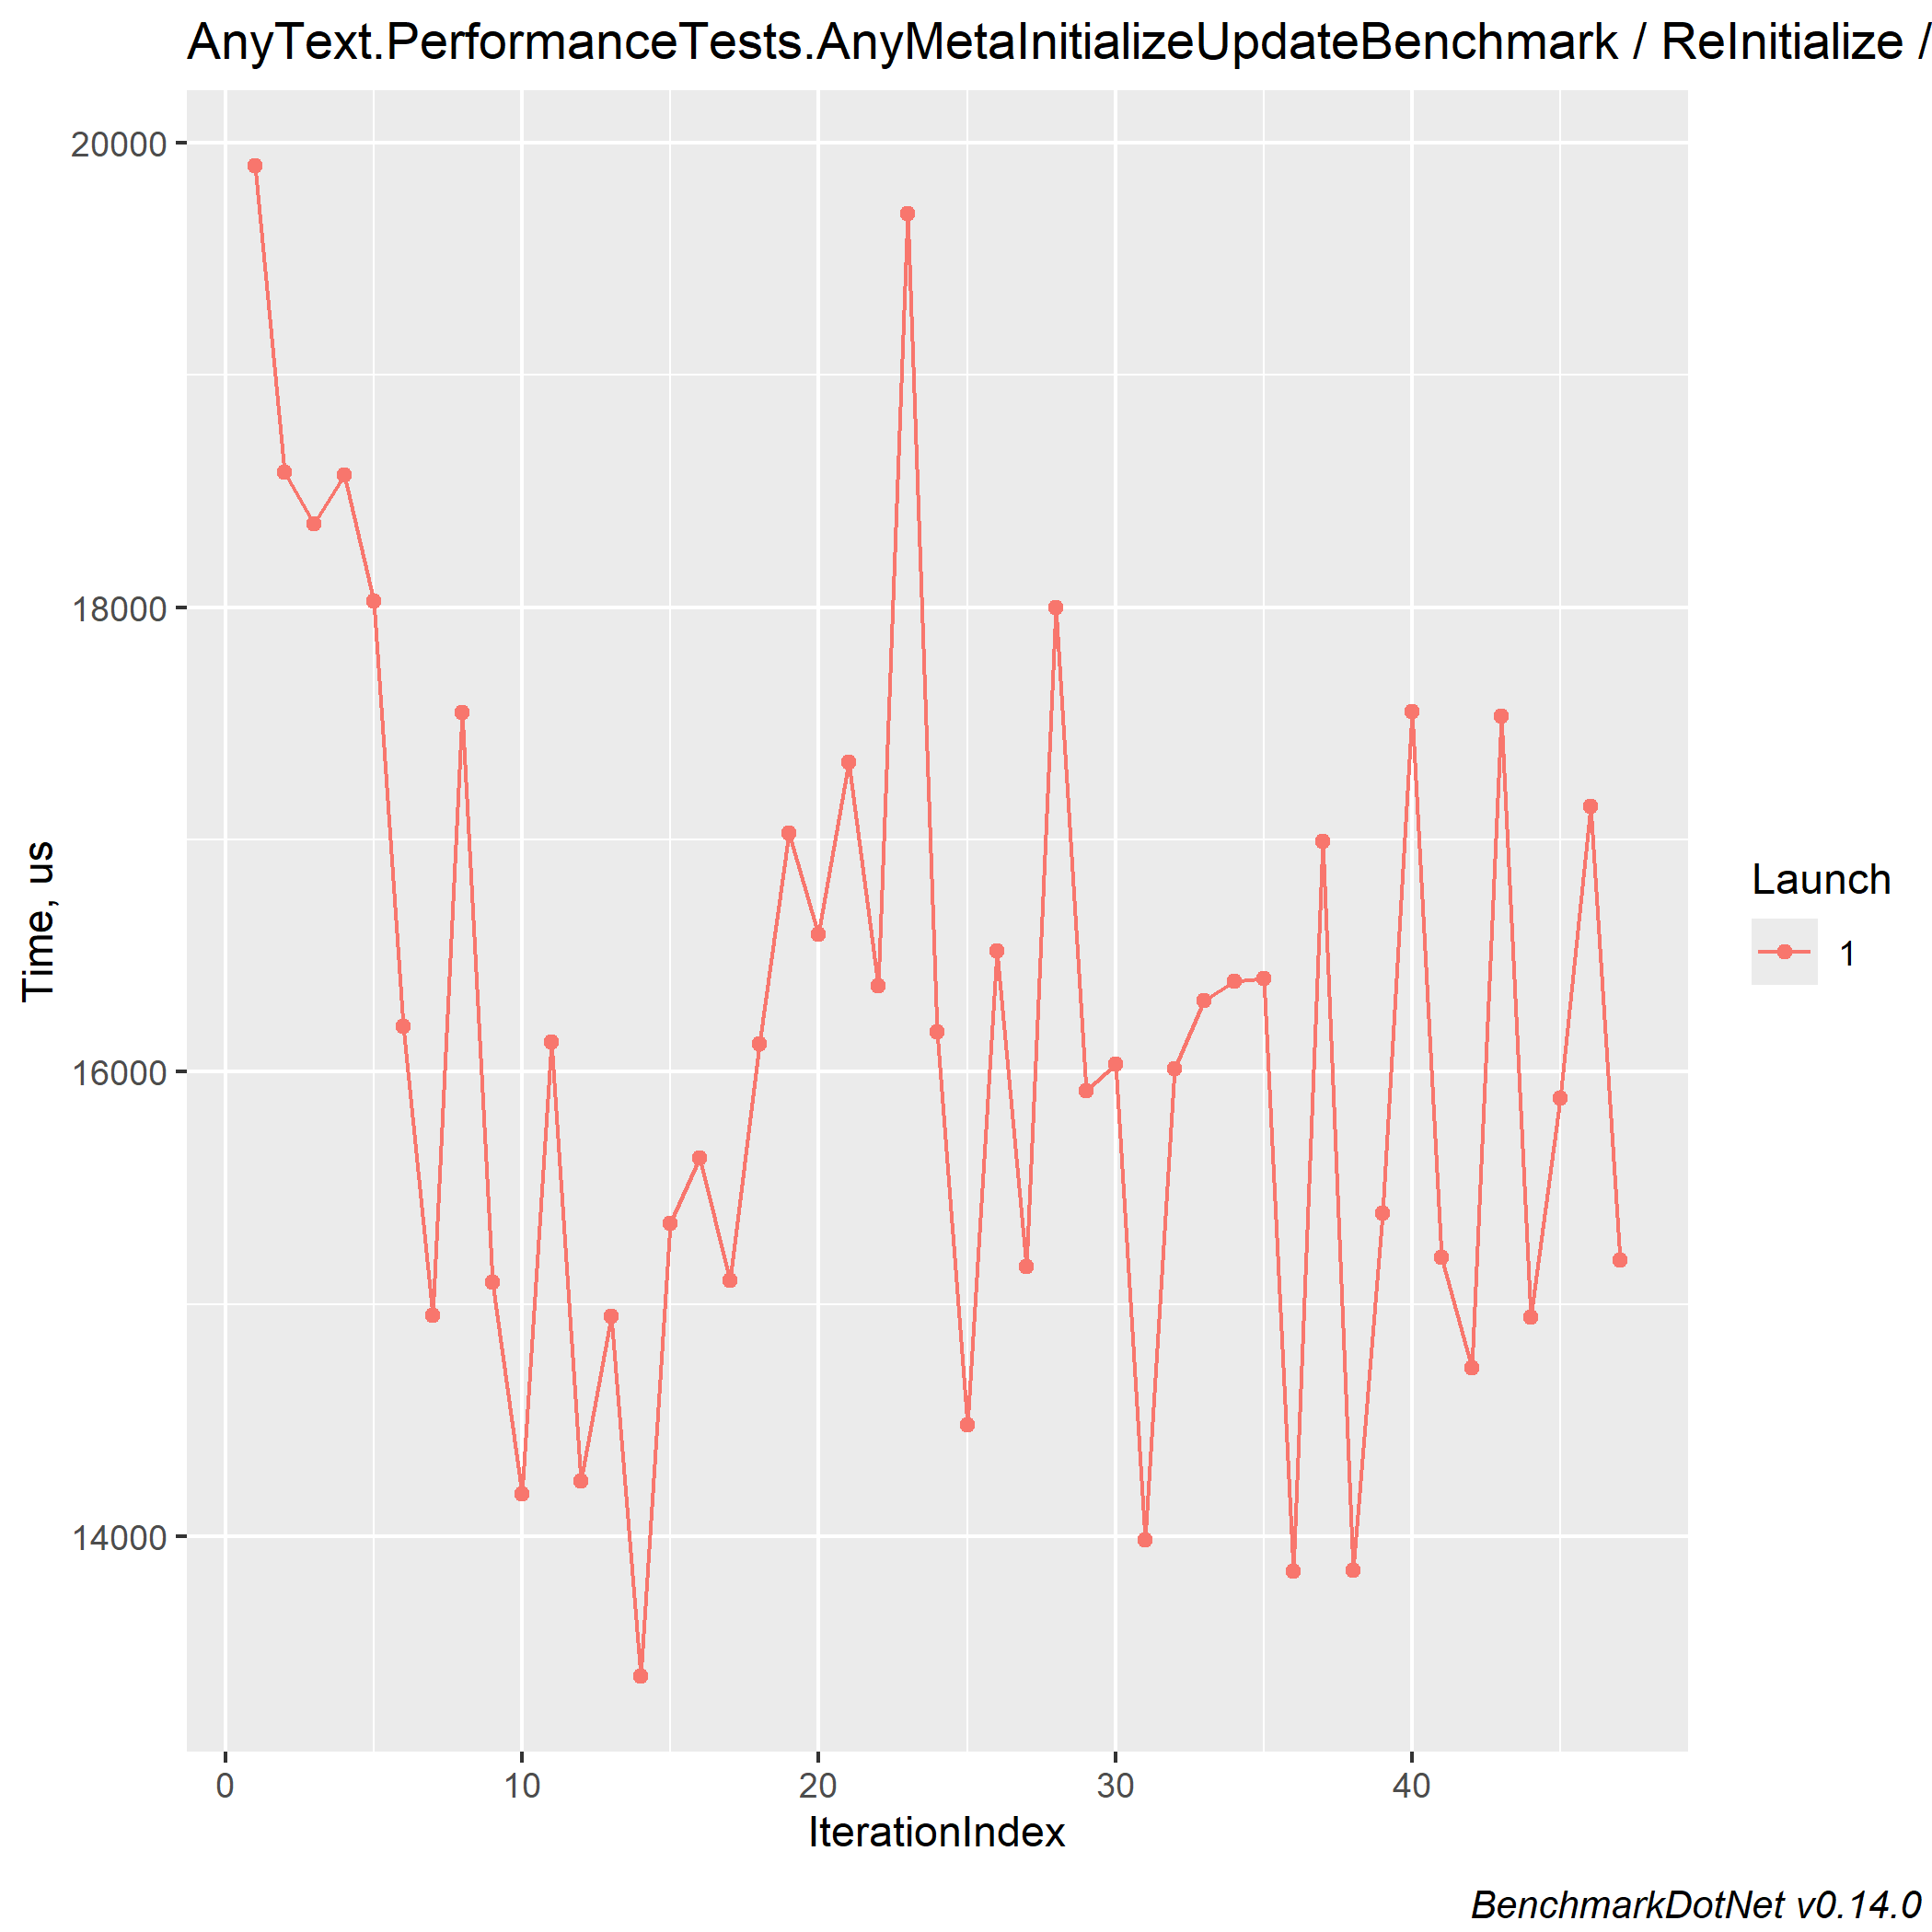 AnyText.PerformanceTests.AnyMetaInitializeUpdateBenchmark / ReInitialize /
20000
18000
16000
14000
Time, us
0 10 20 30 40
IterationIndex
Launch
1
BenchmarkDotNet v0.14.0